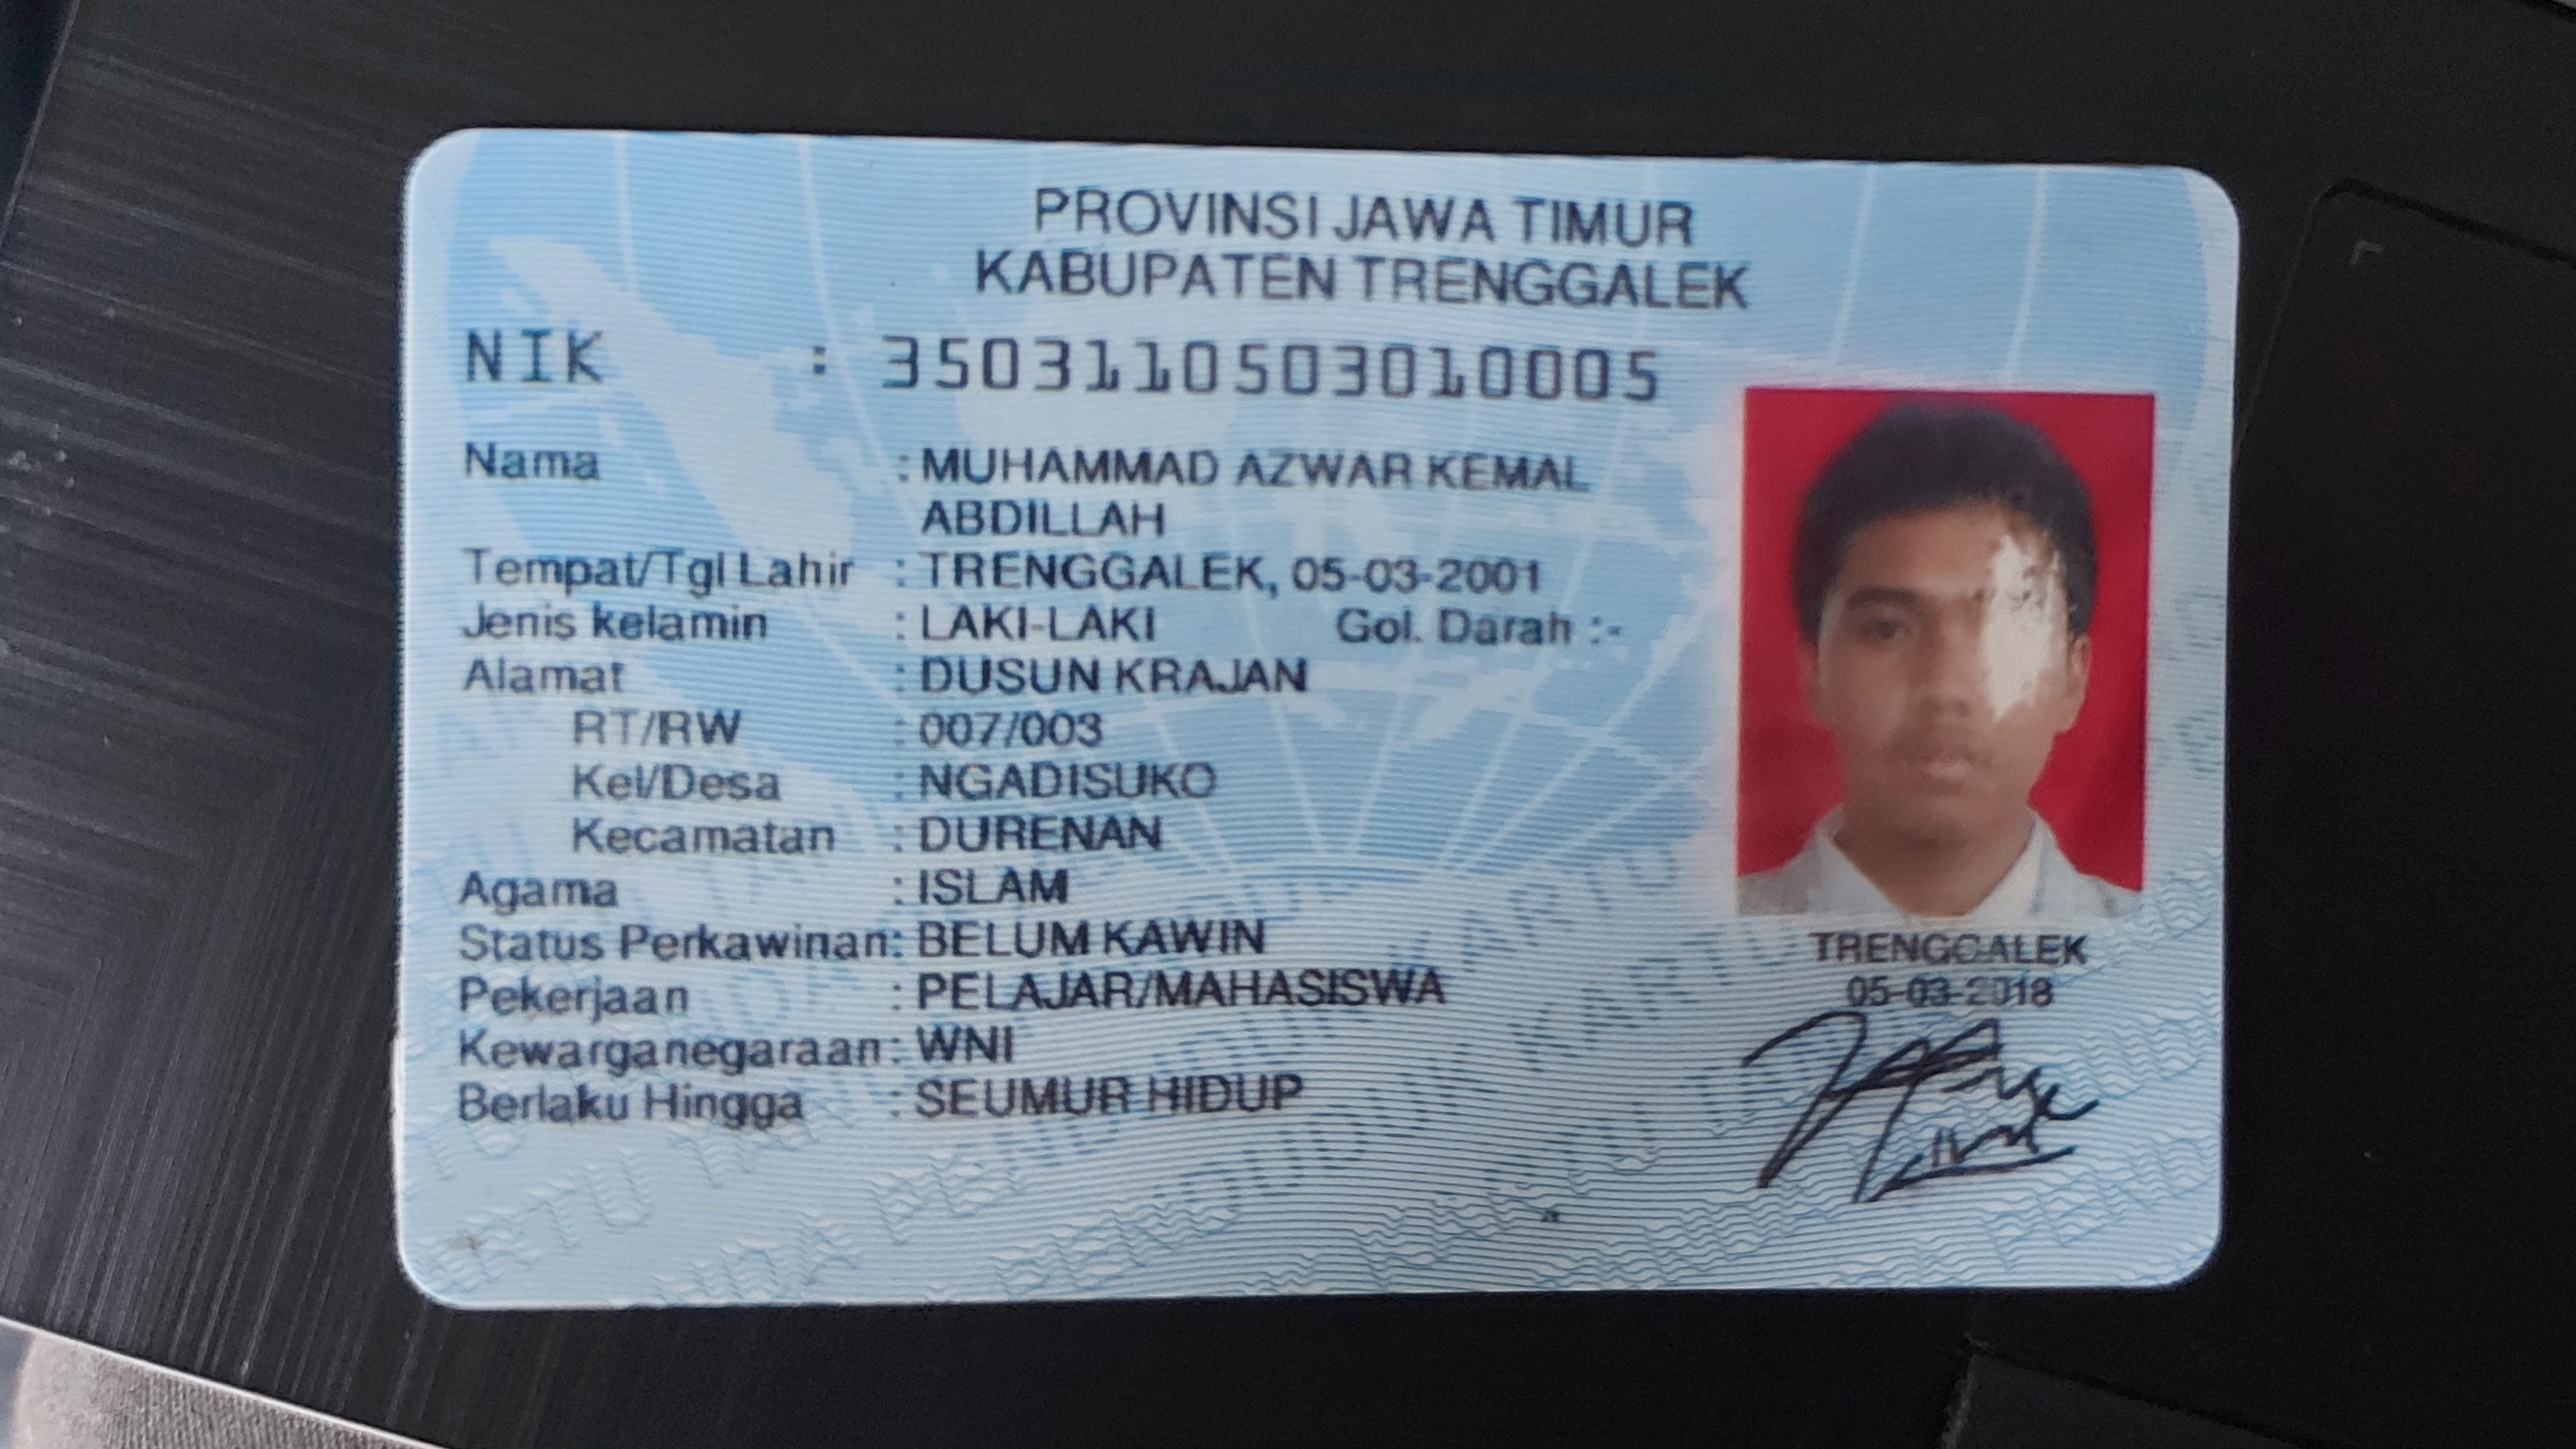 PROVINSI JAWA TIMUR
KABUPATEN TRENGGALEK
NIK : 3503110503010005
Nama : MUHAMMAD AZWAR KEMAL
ABDILLAH
Tempat/Tgl Lahir : TRENGGALEK, 05-03-2001
Jenis kelamin : LAKI-LAKI Gol. Darah :-
Alamat : DUSUN KRAJAN
RT/RW : 007/003
Kel/Desa : NGADISUKO
Kecamatan : DURENAN
Agama : ISLAM
Status Perkawinan: BELUM KAWIN
Pekerjaan : PELAJAR/MAHASISWA
Kewarganegaraan: WNI
Berlaku Hingga : SEUMUR HIDUP
TRENGGALEK
05-03-2018